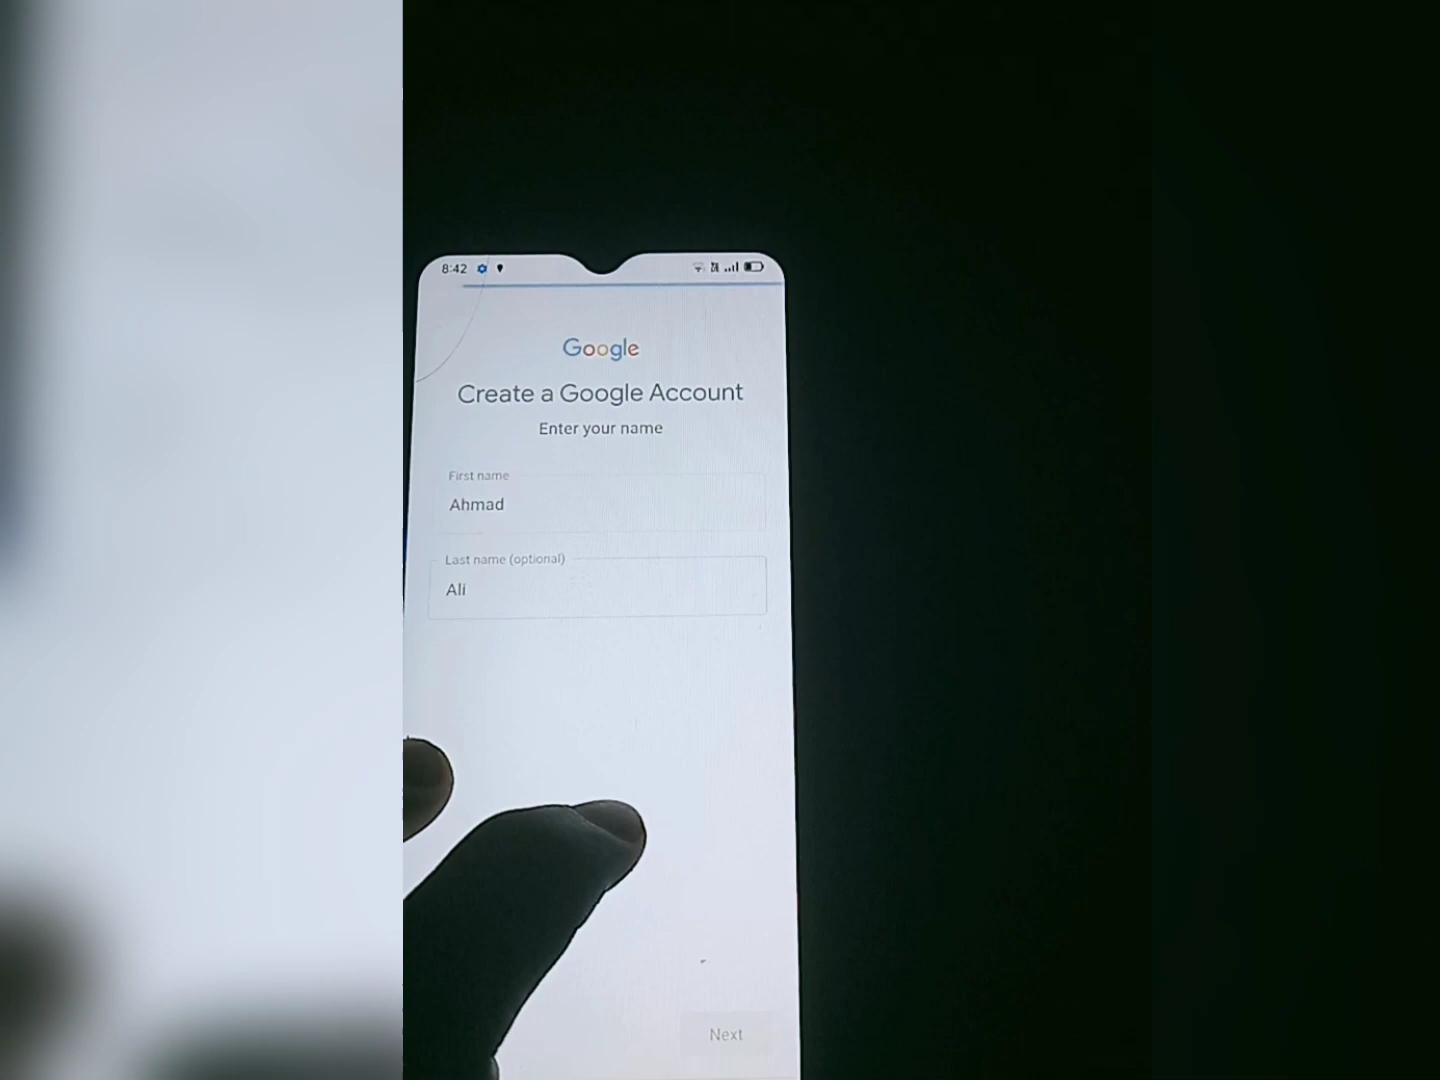 8:42
Google
Create a Google Account
Enter your name
First name
Ahmad
Last name (optional)
Ali
Next